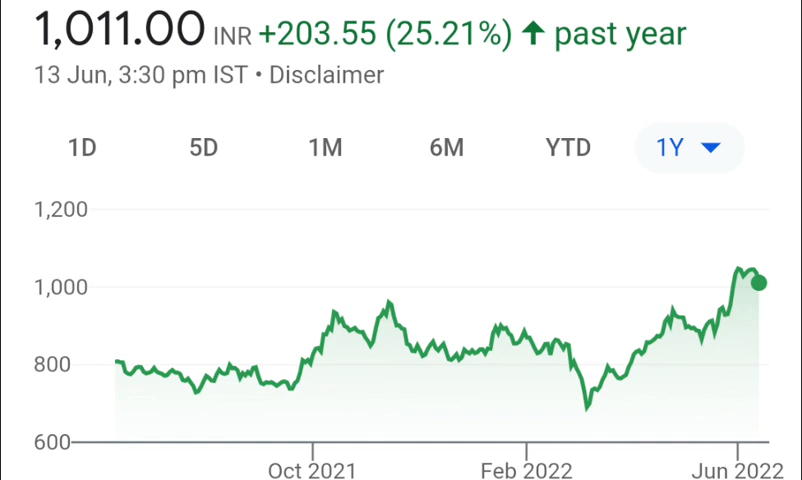 1,011.00 INR +203.55 (25.21%) ↑ past year
13 Jun, 3:30 pm IST • Disclaimer
1D 5D 1M 6M YTD 1Y
1,200
1,000
800
600
Oct 2021 Feb 2022 Jun 2022